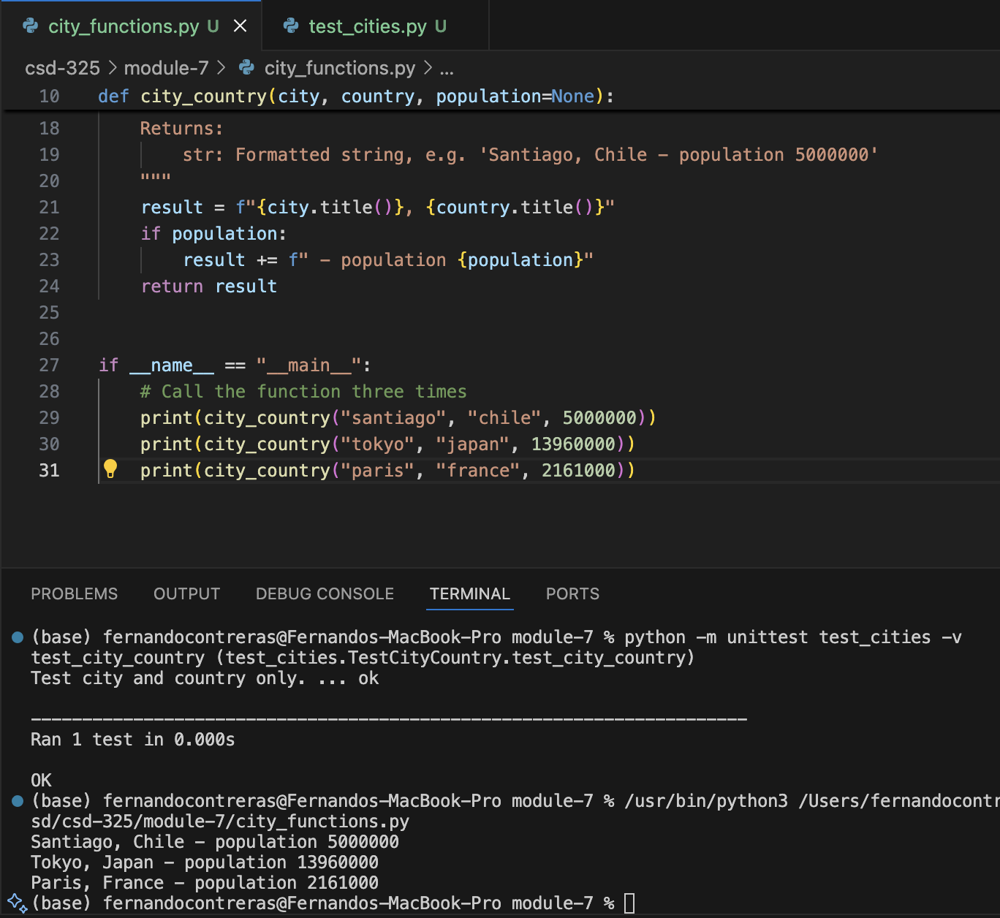 city_functions.py U
test_cities.py U
csd-325 > module-7 > city_functions.py > ...
10 def city_country(city, country, population=None):
18 Returns:
19 str: Formatted string, e.g. 'Santiago, Chile - population 5000000'
20 """
21 result = f"{city.title()}, {country.title()}"
22 if population:
23 result += f" - population {population}"
24 return result
25
26
27 if __name__ == "__main__":
28 # Call the function three times
29 print(city_country("santiago", "chile", 5000000))
30 print(city_country("tokyo", "japan", 13960000))
31 print(city_country("paris", "france", 2161000))
PROBLEMS OUTPUT DEBUG CONSOLE TERMINAL PORTS
(base) fernandocontreras@Fernandos-MacBook-Pro module-7 % python -m unittest test_cities -v
test_city_country (test_cities.TestCityCountry.test_city_country)
Test city and country only. ... ok
----------------------------------------------------------------------
Ran 1 test in 0.000s
OK
(base) fernandocontreras@Fernandos-MacBook-Pro module-7 % /usr/bin/python3 /Users/fernandocontr
sd/csd-325/module-7/city_functions.py
Santiago, Chile - population 5000000
Tokyo, Japan - population 13960000
Paris, France - population 2161000
(base) fernandocontreras@Fernandos-MacBook-Pro module-7 %